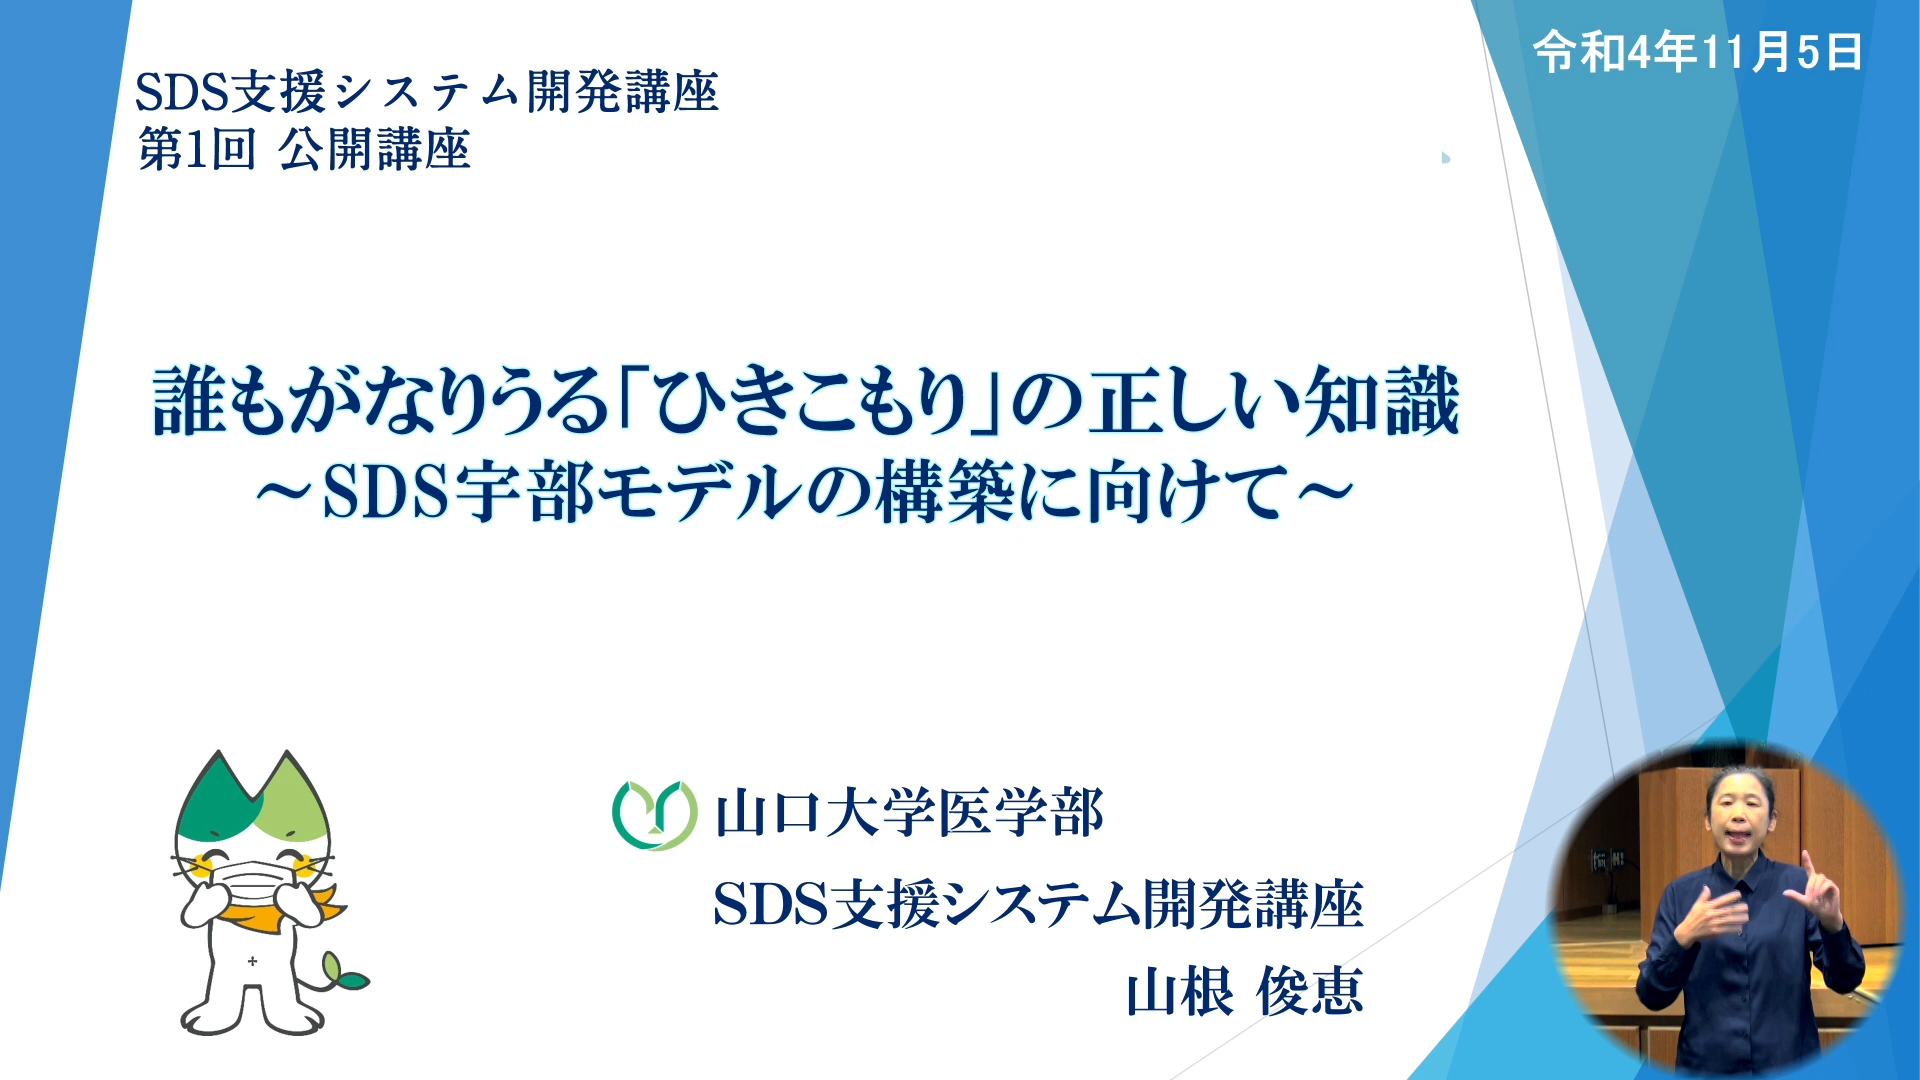 令和4年11月5日
SDS支援システム開発講座
第1回 公開講座
誰もがなりうる「ひきこもり」の正しい知識
～SDS宇部モデルの構築に向けて～
山口大学医学部
SDS支援システム開発講座
山根 俊恵